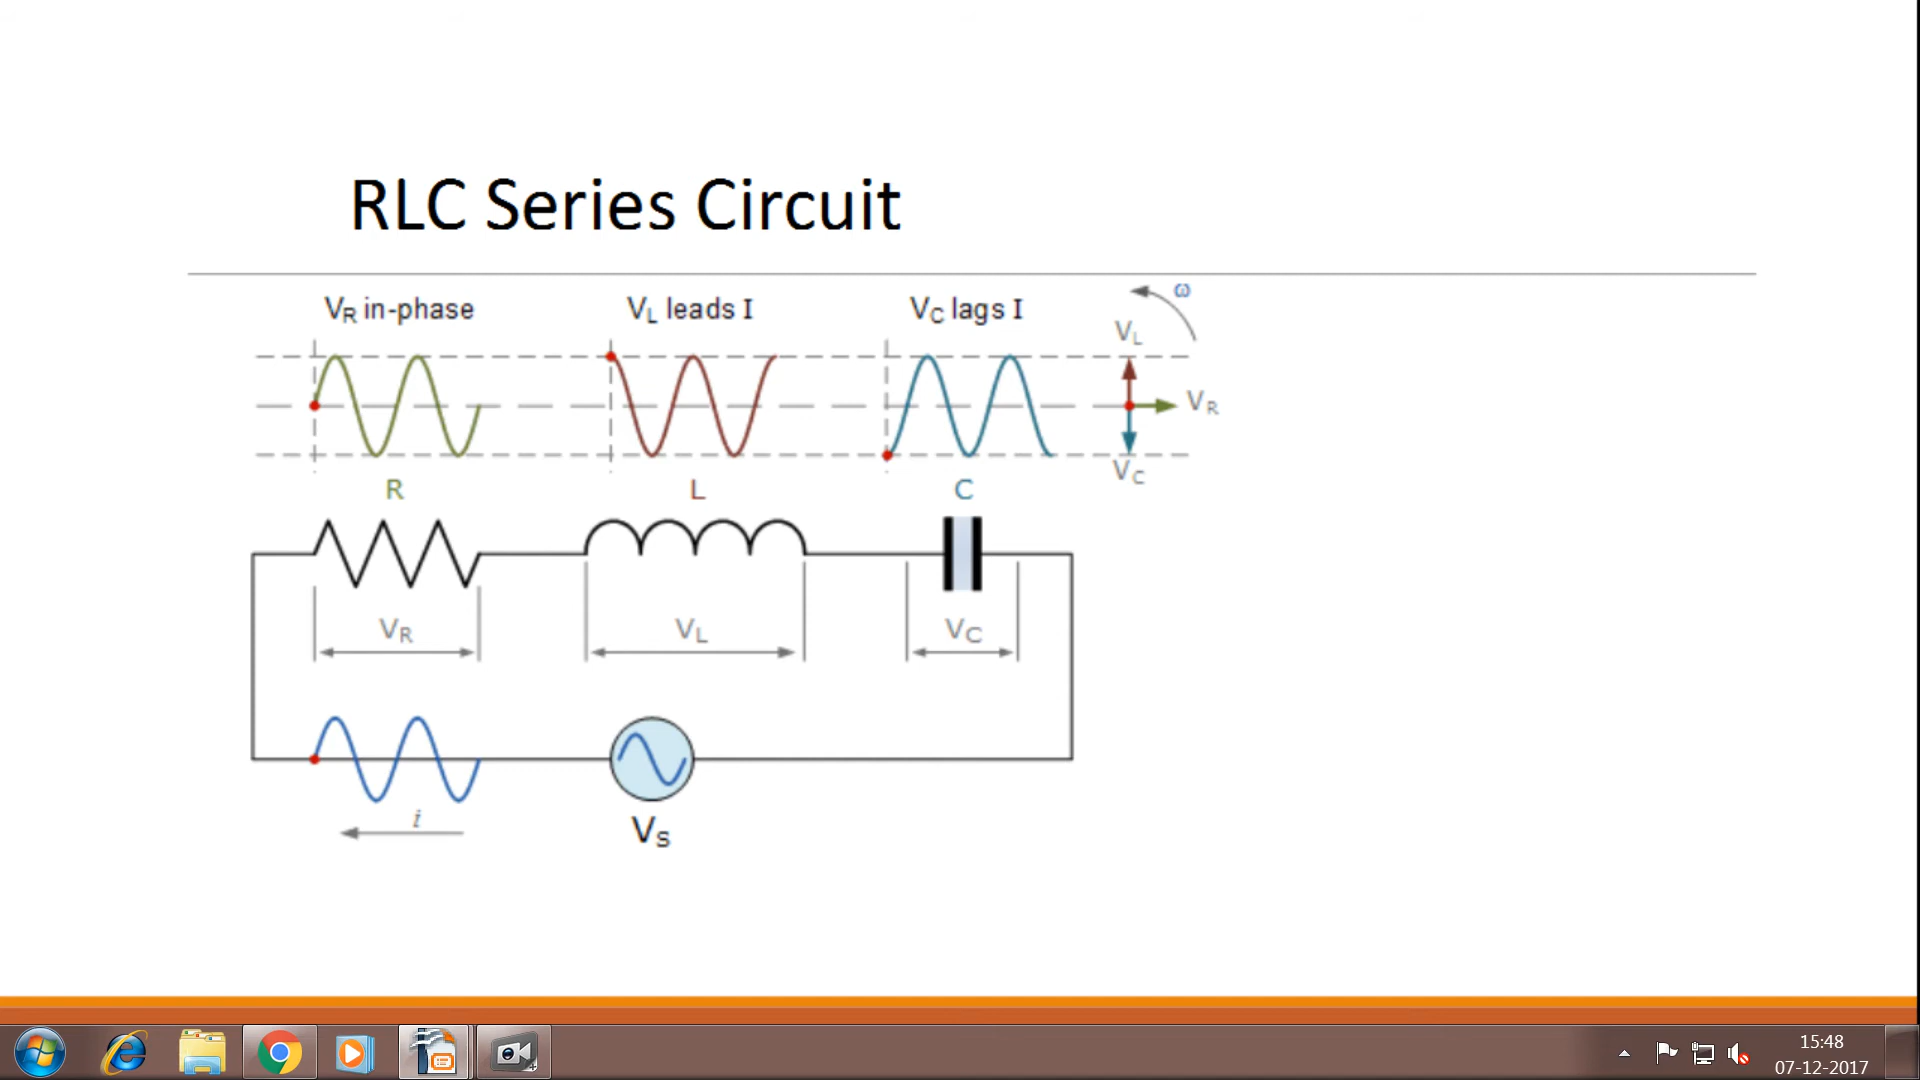 RLC Series Circuit
VR in-phase
VL leads I
VC lags I
ω
VL
VR
VC
R
L
C
VR
VL
VC
i
VS
15:48
07-12-2017